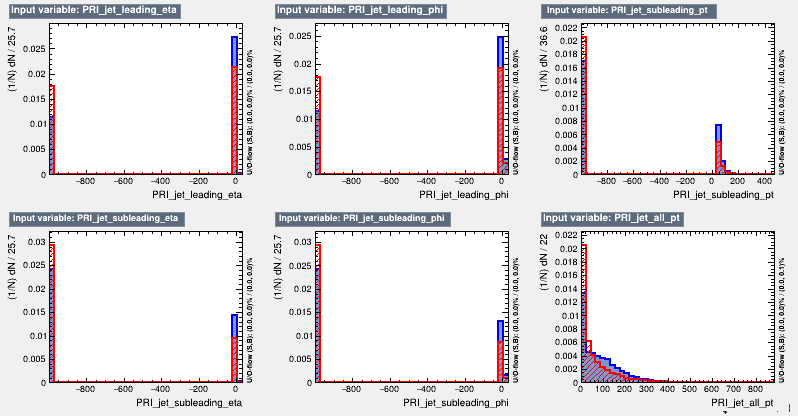 Input variable: PRI_jet_leading_eta
(1/N) dN / 25.7
0.025
0.02
0.015
0.01
0.005
0
−800 −600 −400 −200 0
PRI_jet_leading_eta
U/O-flow (S,B): (0.0, 0.0)% / (0.0, 0.0)%
Input variable: PRI_jet_leading_phi
(1/N) dN / 25.7
0.025
0.02
0.015
0.01
0.005
0
−800 −600 −400 −200 0
PRI_jet_leading_phi
U/O-flow (S,B): (0.0, 0.0)% / (0.0, 0.0)%
Input variable: PRI_jet_subleading_pt
(1/N) dN / 36.6
0.022
0.02
0.018
0.016
0.014
0.012
0.01
0.008
0.006
0.004
0.002
0
−800 −600 −400 −200 0 200 400
PRI_jet_subleading_pt
U/O-flow (S,B): (0.0, 0.0)% / (0.0, 0.0)%
Input variable: PRI_jet_subleading_eta
(1/N) dN / 25.7
0.03
0.025
0.02
0.015
0.01
0.005
0
−800 −600 −400 −200 0
PRI_jet_subleading_eta
U/O-flow (S,B): (0.0, 0.0)% / (0.0, 0.0)%
Input variable: PRI_jet_subleading_phi
(1/N) dN / 25.7
0.03
0.025
0.02
0.015
0.01
0.005
0
−800 −600 −400 −200 0
PRI_jet_subleading_phi
U/O-flow (S,B): (0.0, 0.0)% / (0.0, 0.0)%
Input variable: PRI_jet_all_pt
(1/N) dN / 22
0.022
0.02
0.018
0.016
0.014
0.012
0.01
0.008
0.006
0.004
0.002
0
0 100 200 300 400 500 600 700 800
PRI_jet_all_pt
U/O-flow (S,B): (0.0, 0.0)% / (0.0, 0.1)%